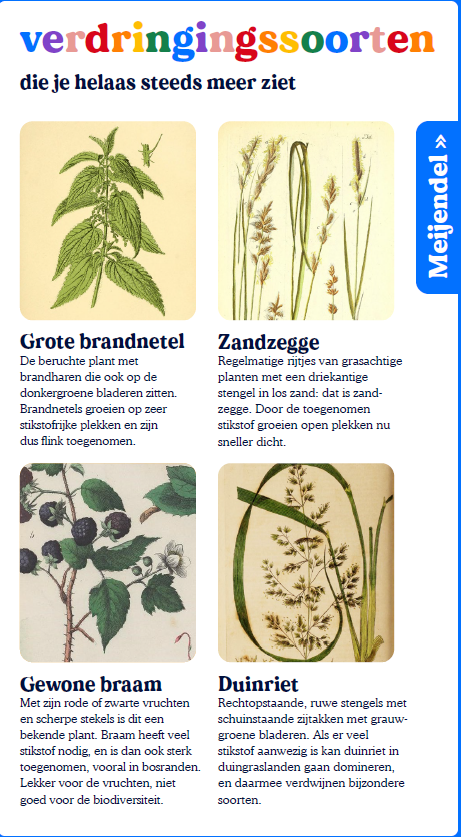 verdringingssoorten
die je helaas steeds meer ziet
Meijendel »
Grote brandnetel
De beruchte plant met
brandharen die ook op de
donkergroene bladeren zitten.
Brandnetels groeien op zeer
stikstofrijke plekken en zijn
dus flink toegenomen.
Zandzegge
Regelmatige rijtjes van grasachtige
planten met een driekantige
stengel in los zand: dat is zand-
zegge. Door de toegenomen
stikstof groeien open plekken nu
sneller dicht.
Gewone braam
Met zijn rode of zwarte vruchten
en scherpe stekels is dit een
bekende plant. Braam heeft veel
stikstof nodig, en is dan ook sterk
toegenomen, vooral in bosranden.
Lekker voor de vruchten, niet
goed voor de biodiversiteit.
Duinriet
Rechtopstaande, ruwe stengels met
schuinstaande zijtakken met grauw-
groene bladeren. Als er veel
stikstof aanwezig is kan duinriet in
duingraslanden gaan domineren,
en daarmee verdwijnen bijzondere
soorten.